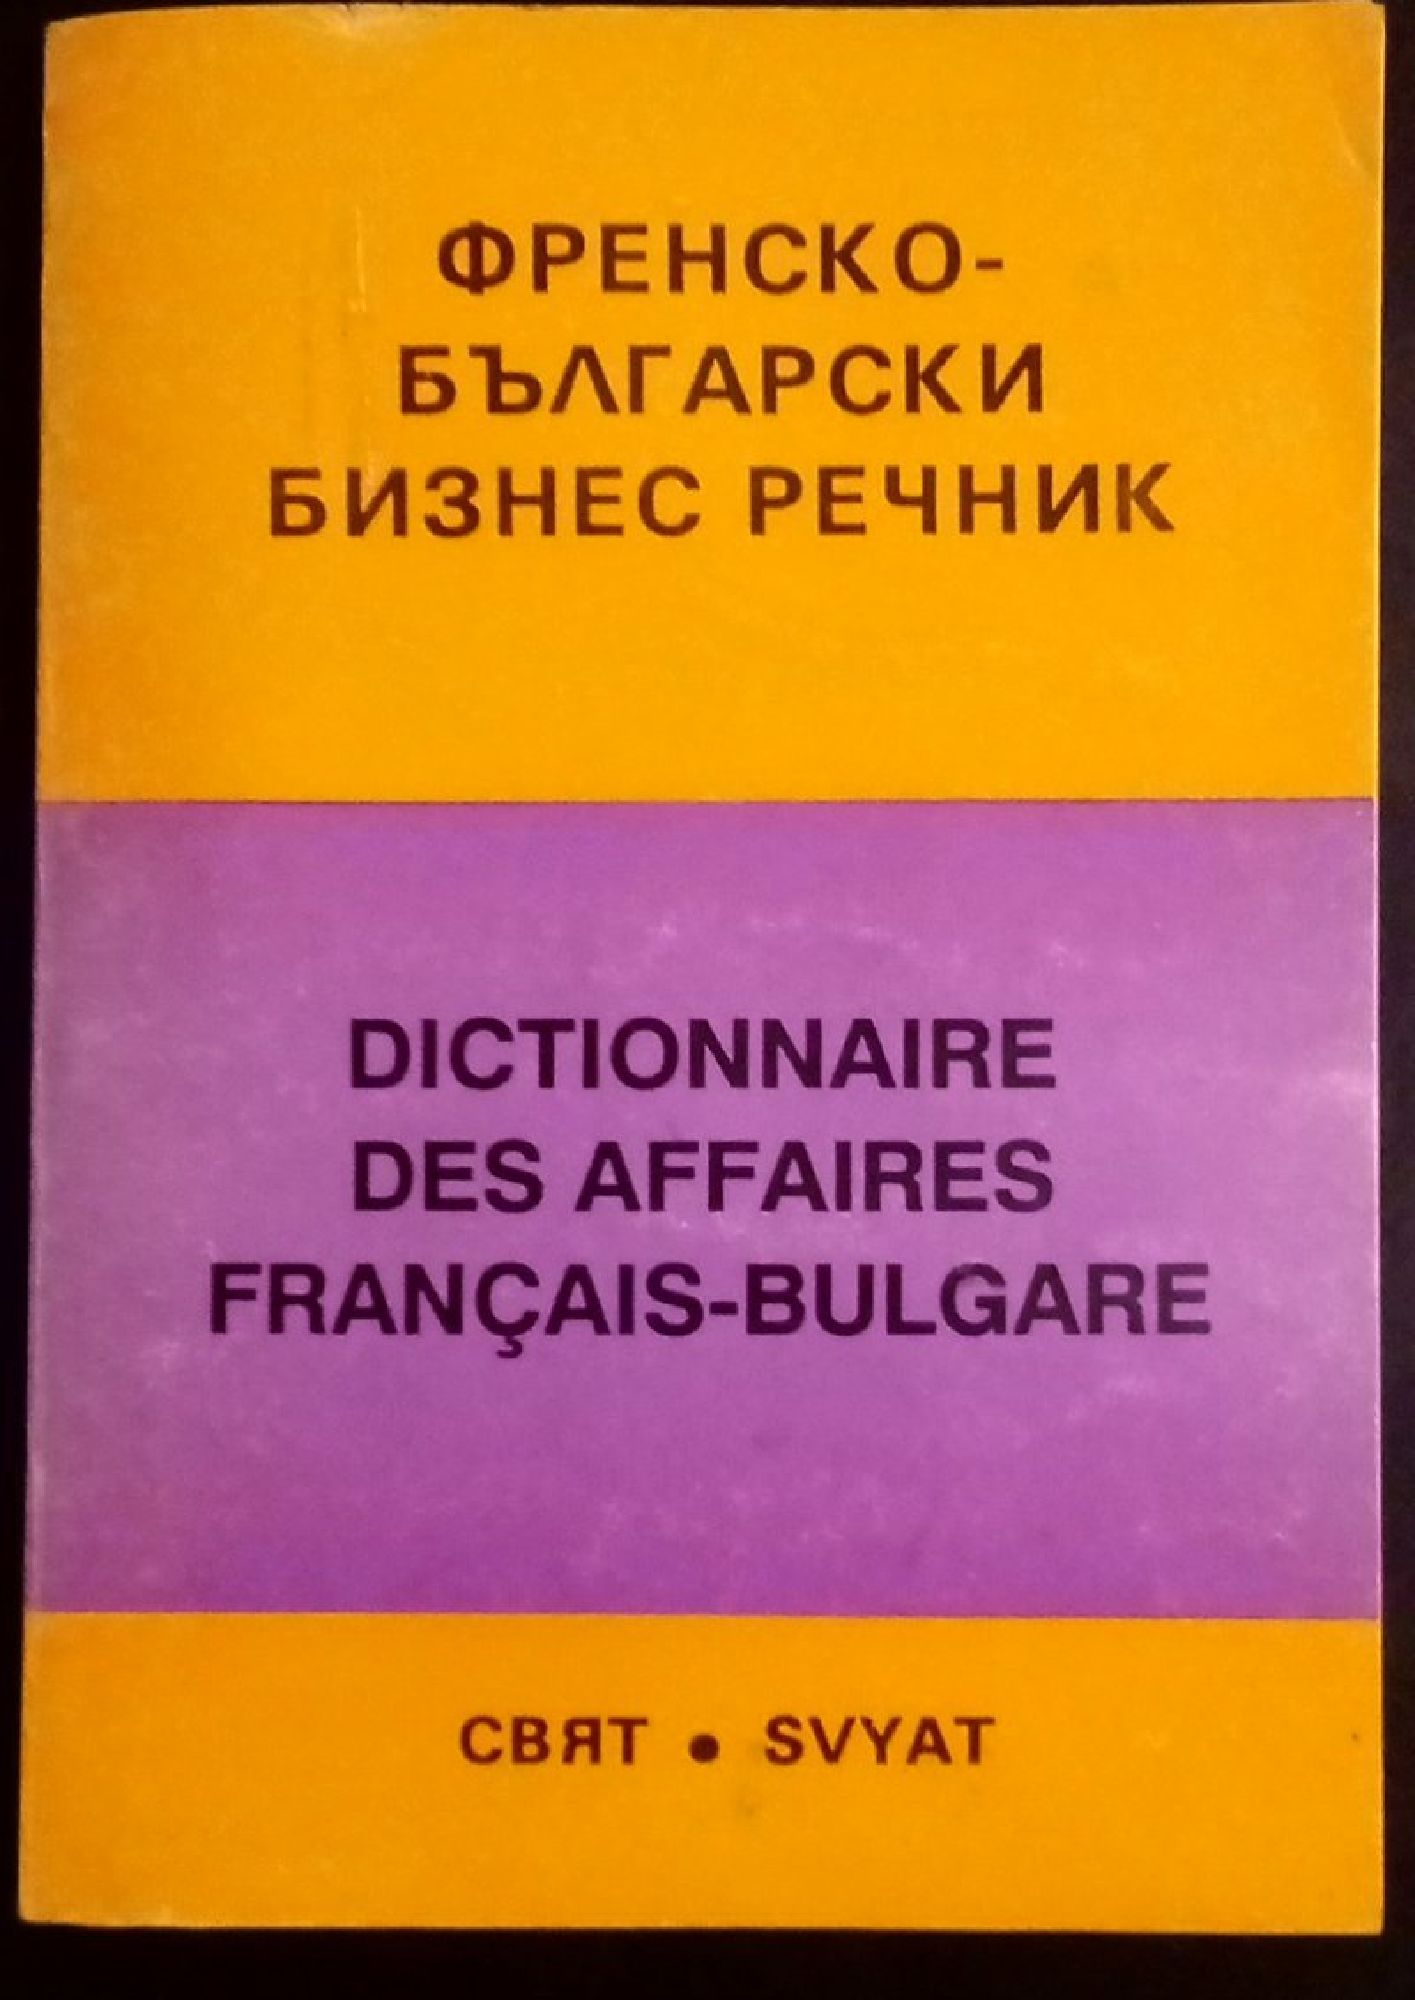 ФРЕНСКО-
БЪЛГАРСКИ
БИЗНЕС РЕЧНИК
DICTIONNAIRE
DES AFFAIRES
FRANÇAIS-BULGARE
СВЯТ • SVYAT